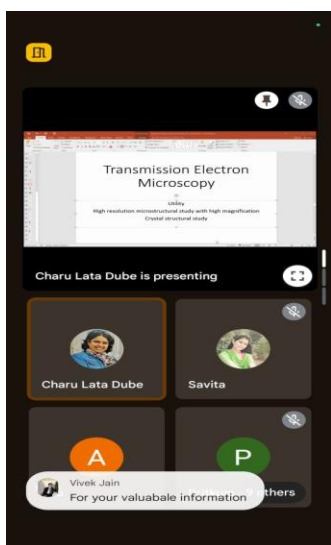 Transmission Electron
Microscopy
Utility
High resolution microstructural study with high magnification
Crystal structural study
Charu Lata Dube is presenting
Charu Lata Dube
Savita
A
P
Vivek Jain
For your valuabale information
others